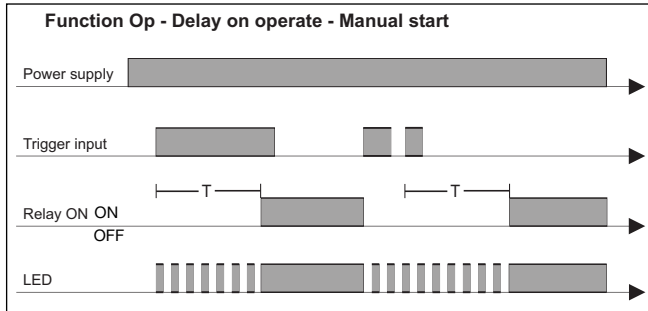 Function Op - Delay on operate - Manual start
Power supply
Trigger input
T T
Relay ON ON
OFF
LED